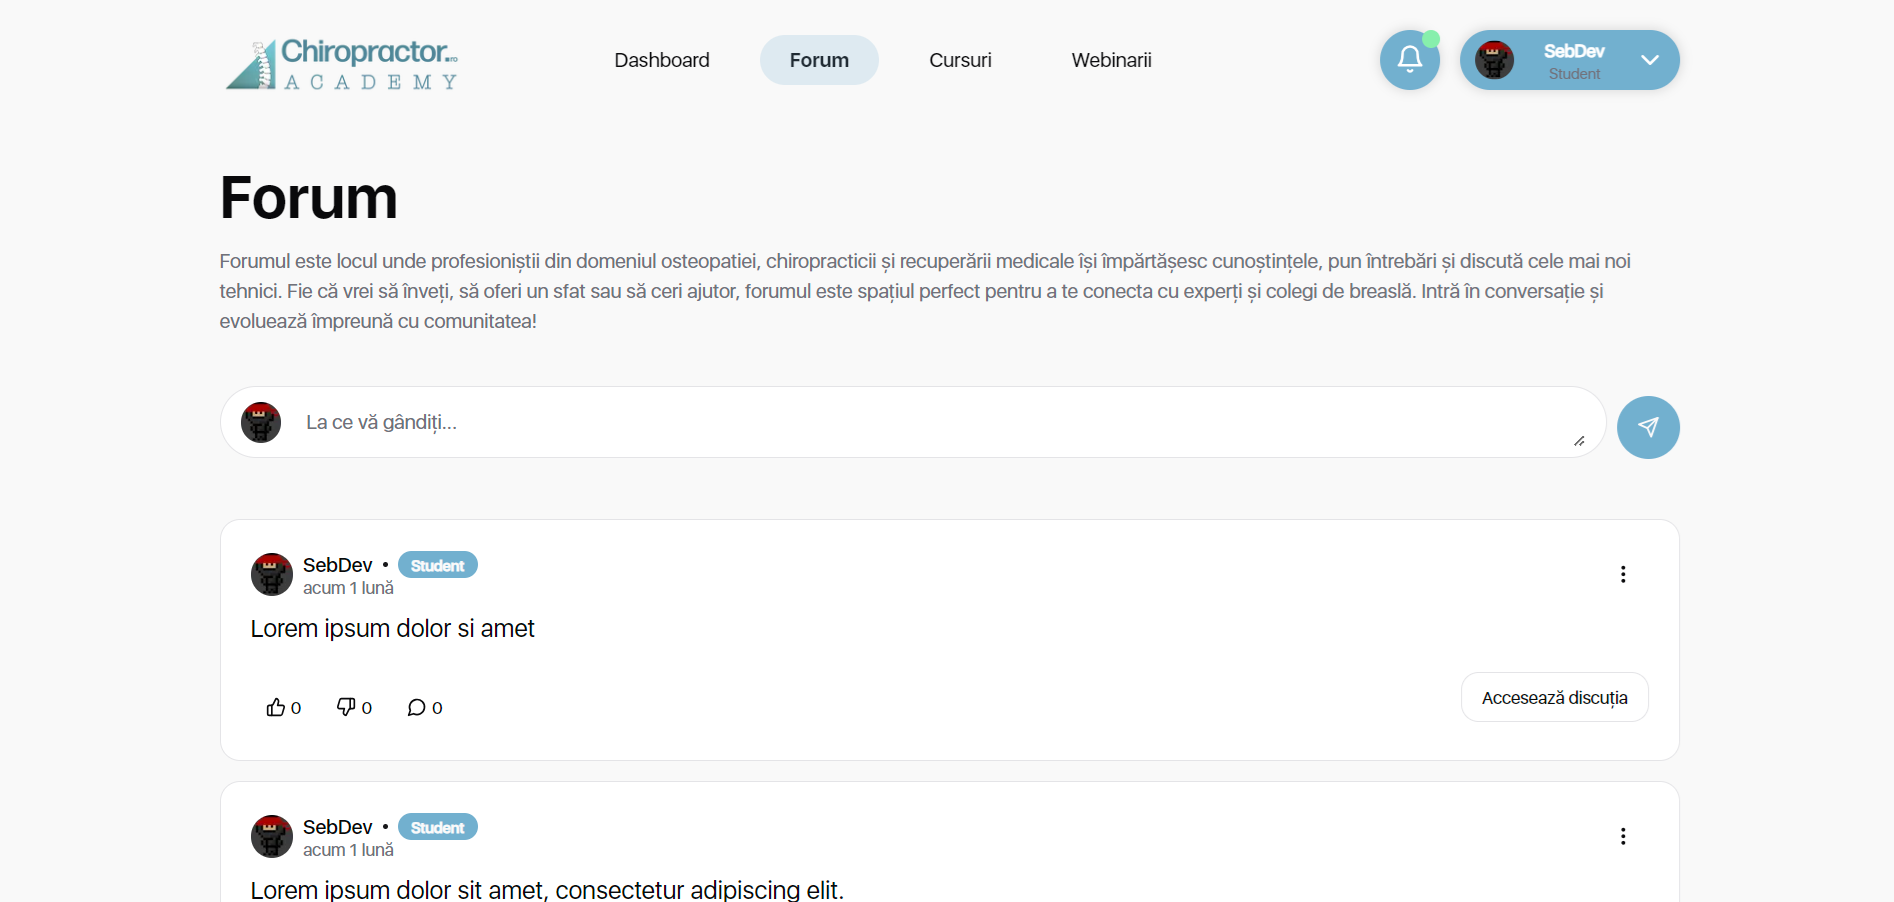 Chiropractor.ro
ACADEMY
Dashboard
Forum
Cursuri
Webinarii
SebDev
Student
Forum
Forumul este locul unde profesioniștii din domeniul osteopatiei, chiropracticii și recuperării medicale își împărtășesc cunoștințele, pun întrebări și discută cele mai noi
tehnici. Fie că vrei să înveți, să oferi un sfat sau să ceri ajutor, forumul este spațiul perfect pentru a te conecta cu experți și colegi de breaslă. Intră în conversație și
evoluează împreună cu comunitatea!
La ce vă gândiți...
SebDev • Student
acum 1 lună
Lorem ipsum dolor si amet
0 0 0
Accesează discuția
SebDev • Student
acum 1 lună
Lorem ipsum dolor sit amet, consectetur adipiscing elit.